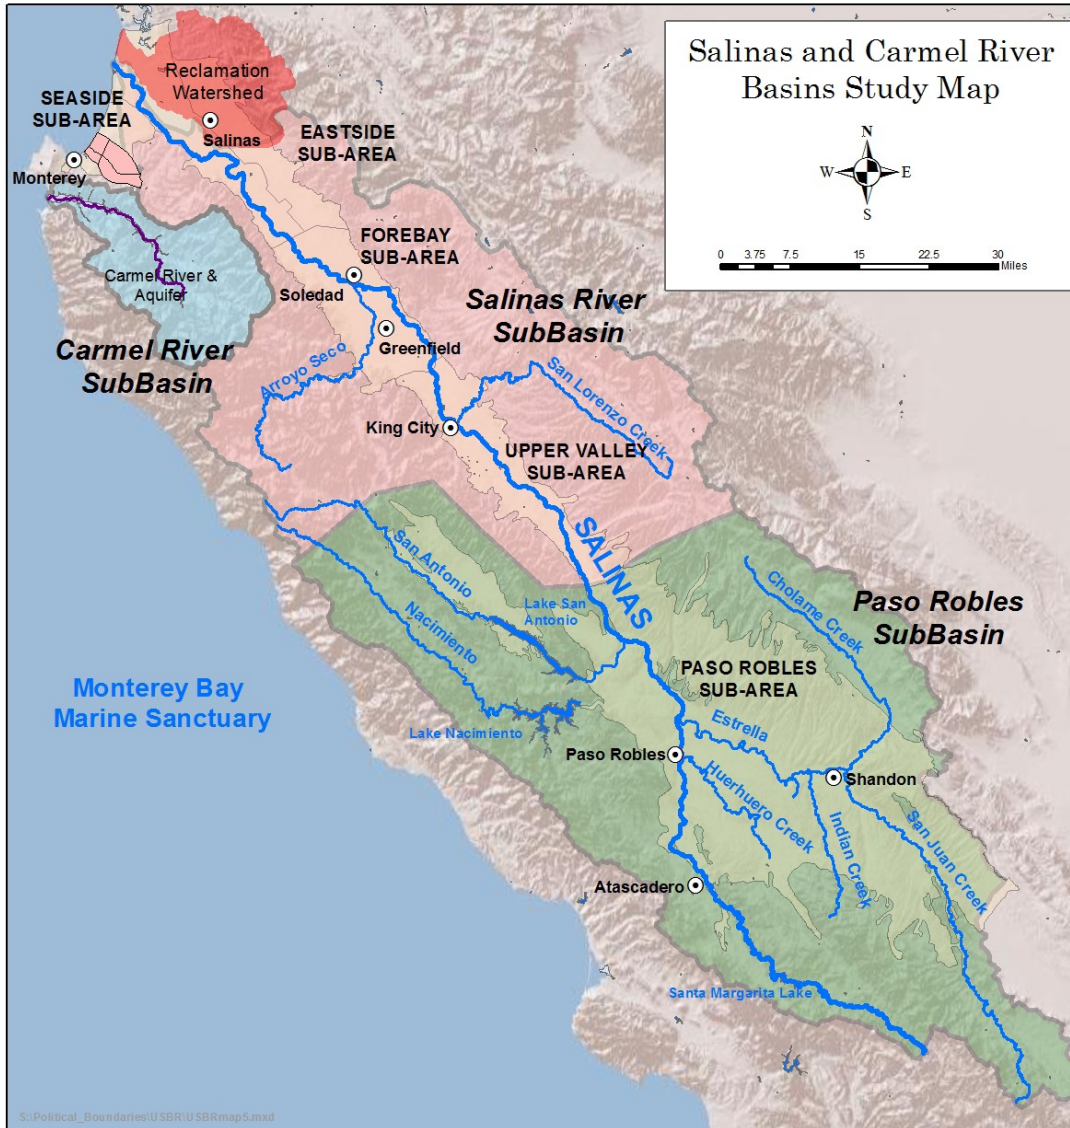 Salinas and Carmel River
Basins Study Map
N
W
E
S
0
3.75
7.5
15
22.5
30
Miles
Reclamation
Watershed
SEASIDE
SUB-AREA
Salinas
EASTSIDE
SUB-AREA
Monterey
FOREBAY
SUB-AREA
Carmel River &
Aquifer
Soledad
Salinas River
SubBasin
Greenfield
Carmel River
SubBasin
Arroyo Seco
San Lorenzo Creek
King City
UPPER VALLEY
SUB-AREA
SALINAS
San Antonio
Cholame Creek
Lake San
Antonio
Paso Robles
SubBasin
Nacimiento
PASO ROBLES
SUB-AREA
Monterey Bay
Marine Sanctuary
Estrella
Lake Nacimiento
Paso Robles
Shandon
Huerhuero Creek
Indian Creek
San Juan Creek
Atascadero
Santa Margarita Lake
S:\Political_Boundaries\USBR\USBRmap5.mxd